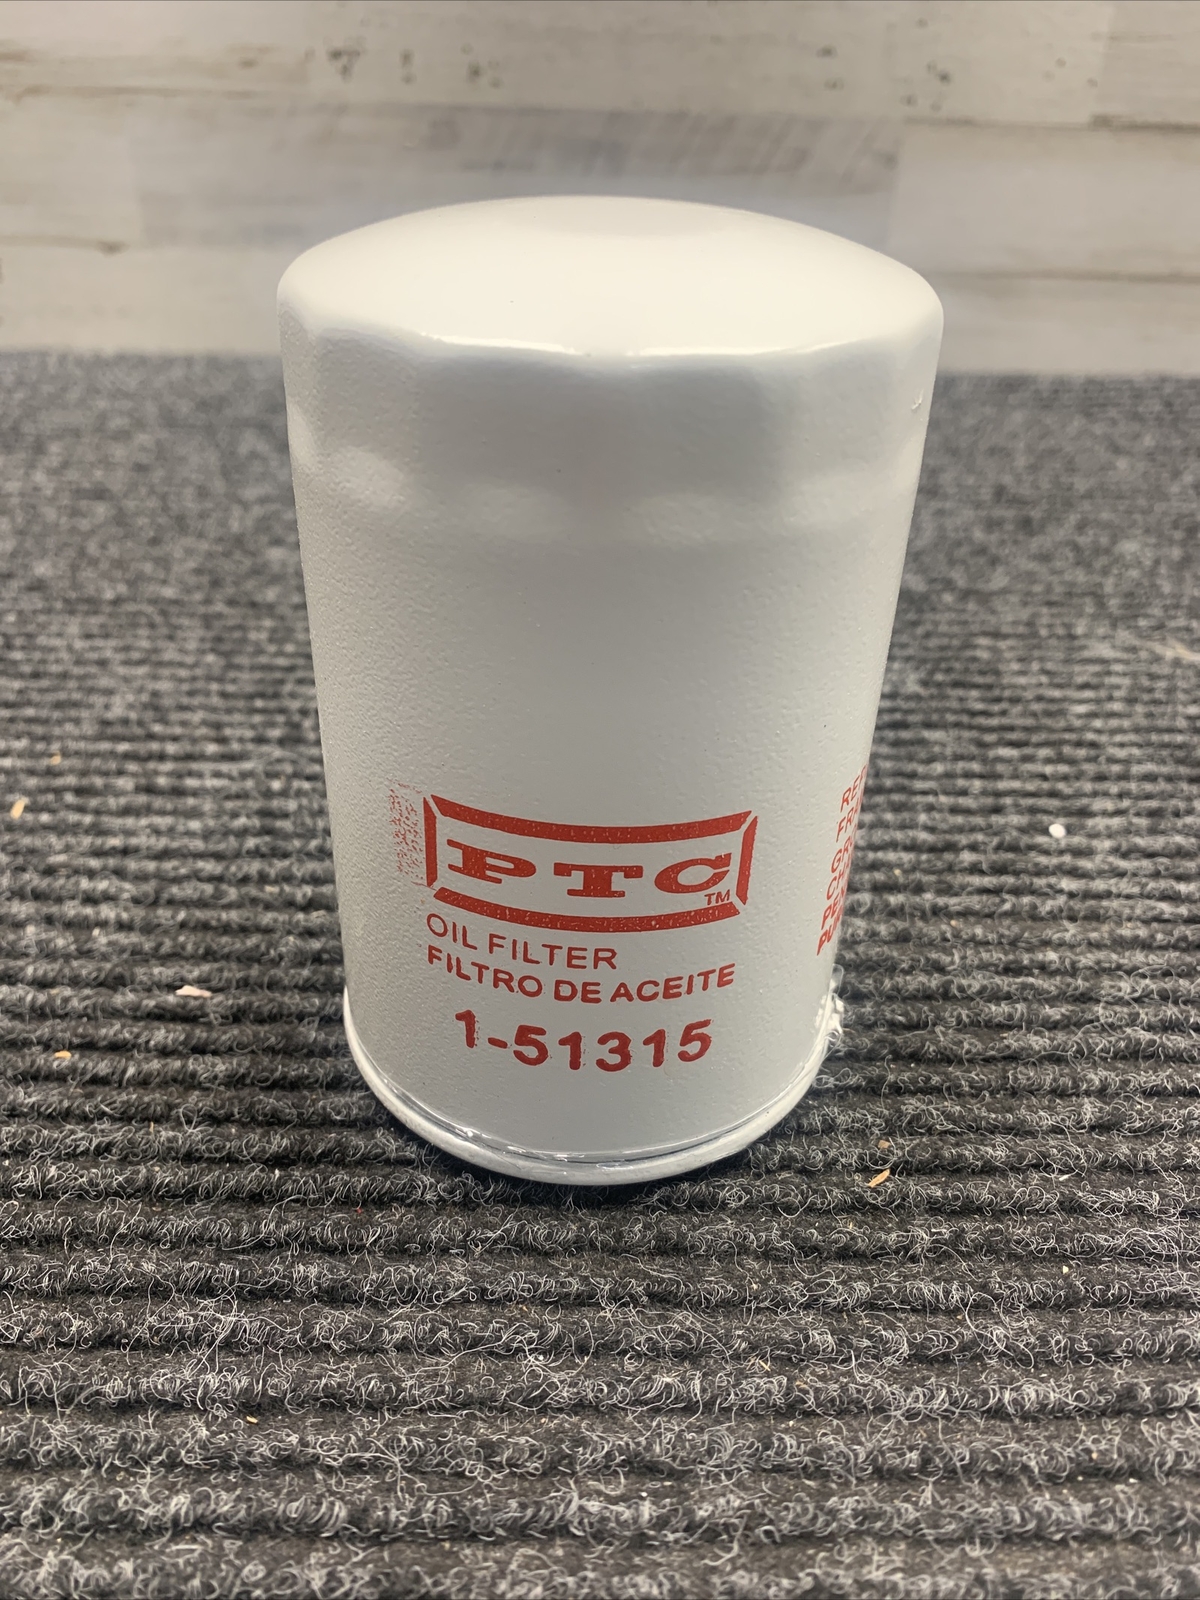 PTC
TM
OIL FILTER
FILTRO DE ACEITE
1-51315